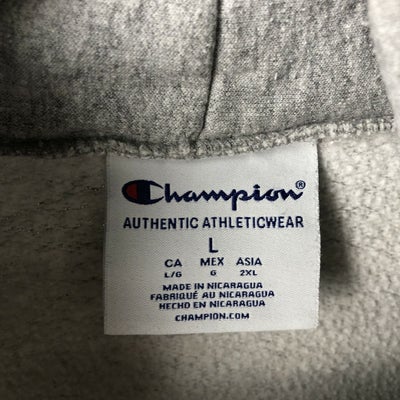 Champion®
AUTHENTIC ATHLETICWEAR
L
CA MEX ASIA
L/G G 2XL
MADE IN NICARAGUA
FABRIQUÉ AU NICARAGUA
HECHO EN NICARAGUA
CHAMPION.COM